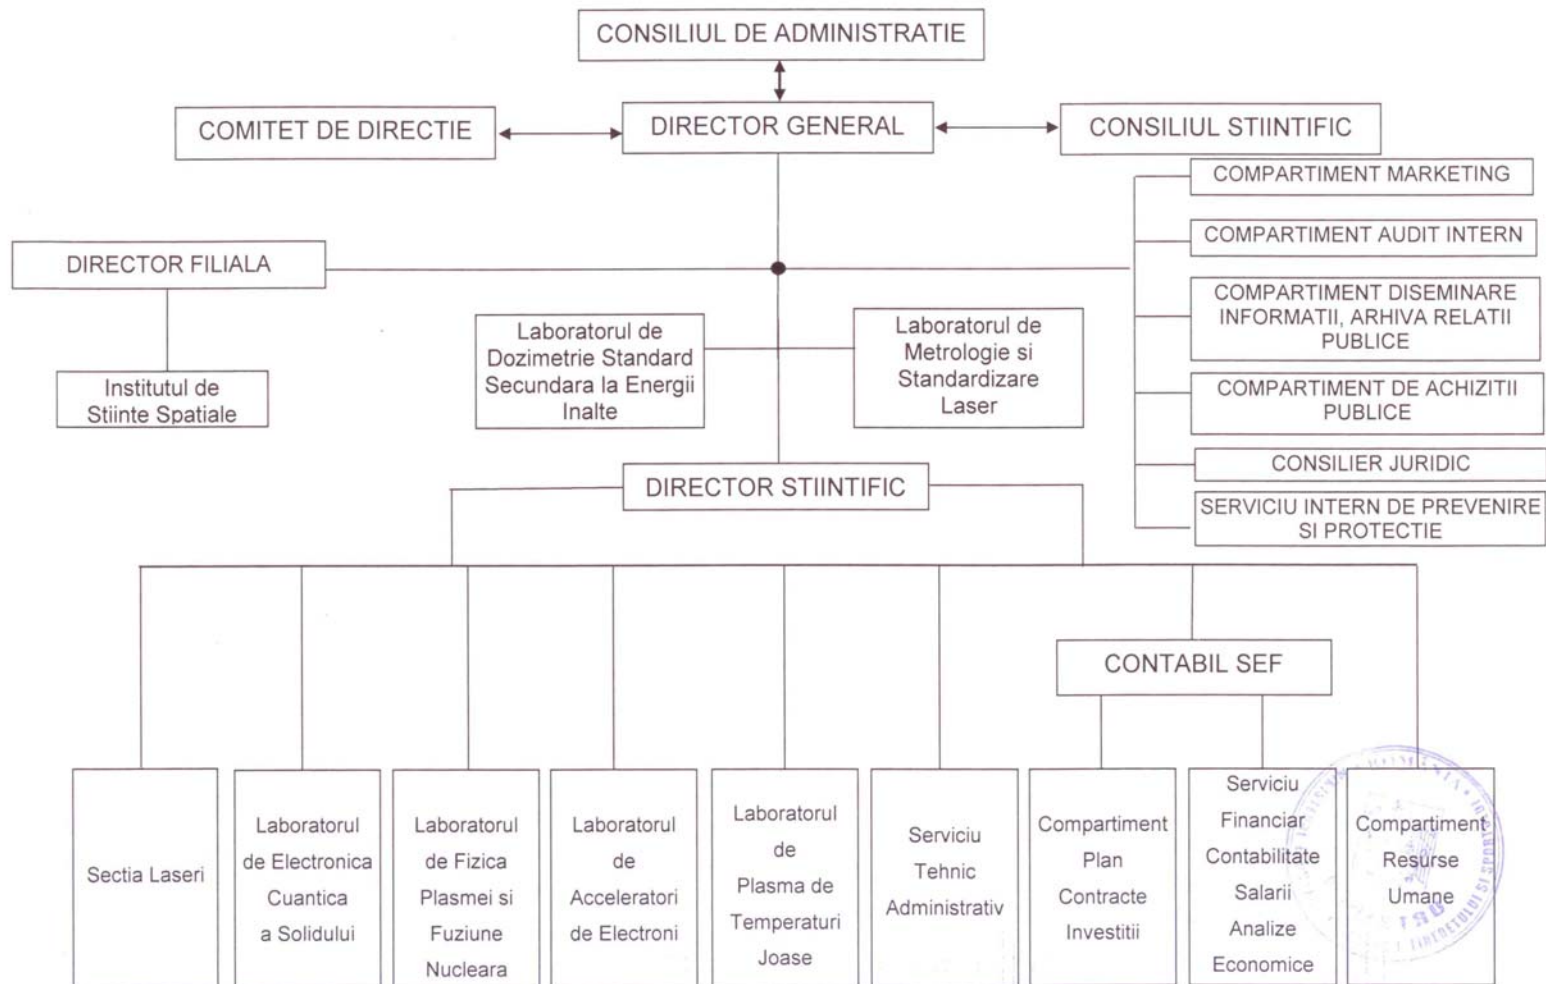 CONSILIUL DE ADMINISTRATIE
COMITET DE DIRECTIE
DIRECTOR GENERAL
CONSILIUL STIINTIFIC
COMPARTIMENT MARKETING
COMPARTIMENT AUDIT INTERN
COMPARTIMENT DISEMINARE
INFORMATII, ARHIVA RELATII
PUBLICE
COMPARTIMENT DE ACHIZITII
PUBLICE
CONSILIER JURIDIC
SERVICIU INTERN DE PREVENIRE
SI PROTECTIE
DIRECTOR FILIALA
Institutul de
Stiinte Spatiale
Laboratorul de
Dozimetrie Standard
Secundara la Energii
Inalte
Laboratorul de
Metrologie si
Standardizare
Laser
DIRECTOR STIINTIFIC
CONTABIL SEF
Sectia Laseri
Laboratorul
de Electronica
Cuantica
a Solidului
Laboratorul
de Fizica
Plasmei si
Fuziune
Nucleara
Laboratorul
de
Acceleratori
de Electroni
Laboratorul
de
Plasma de
Temperaturi
Joase
Serviciu
Tehnic
Administrativ
Compartiment
Plan
Contracte
Investitii
Serviciu
Financiar
Contabilitate
Salarii
Analize
Economice
Compartiment
Resurse
Umane
ROMANIA